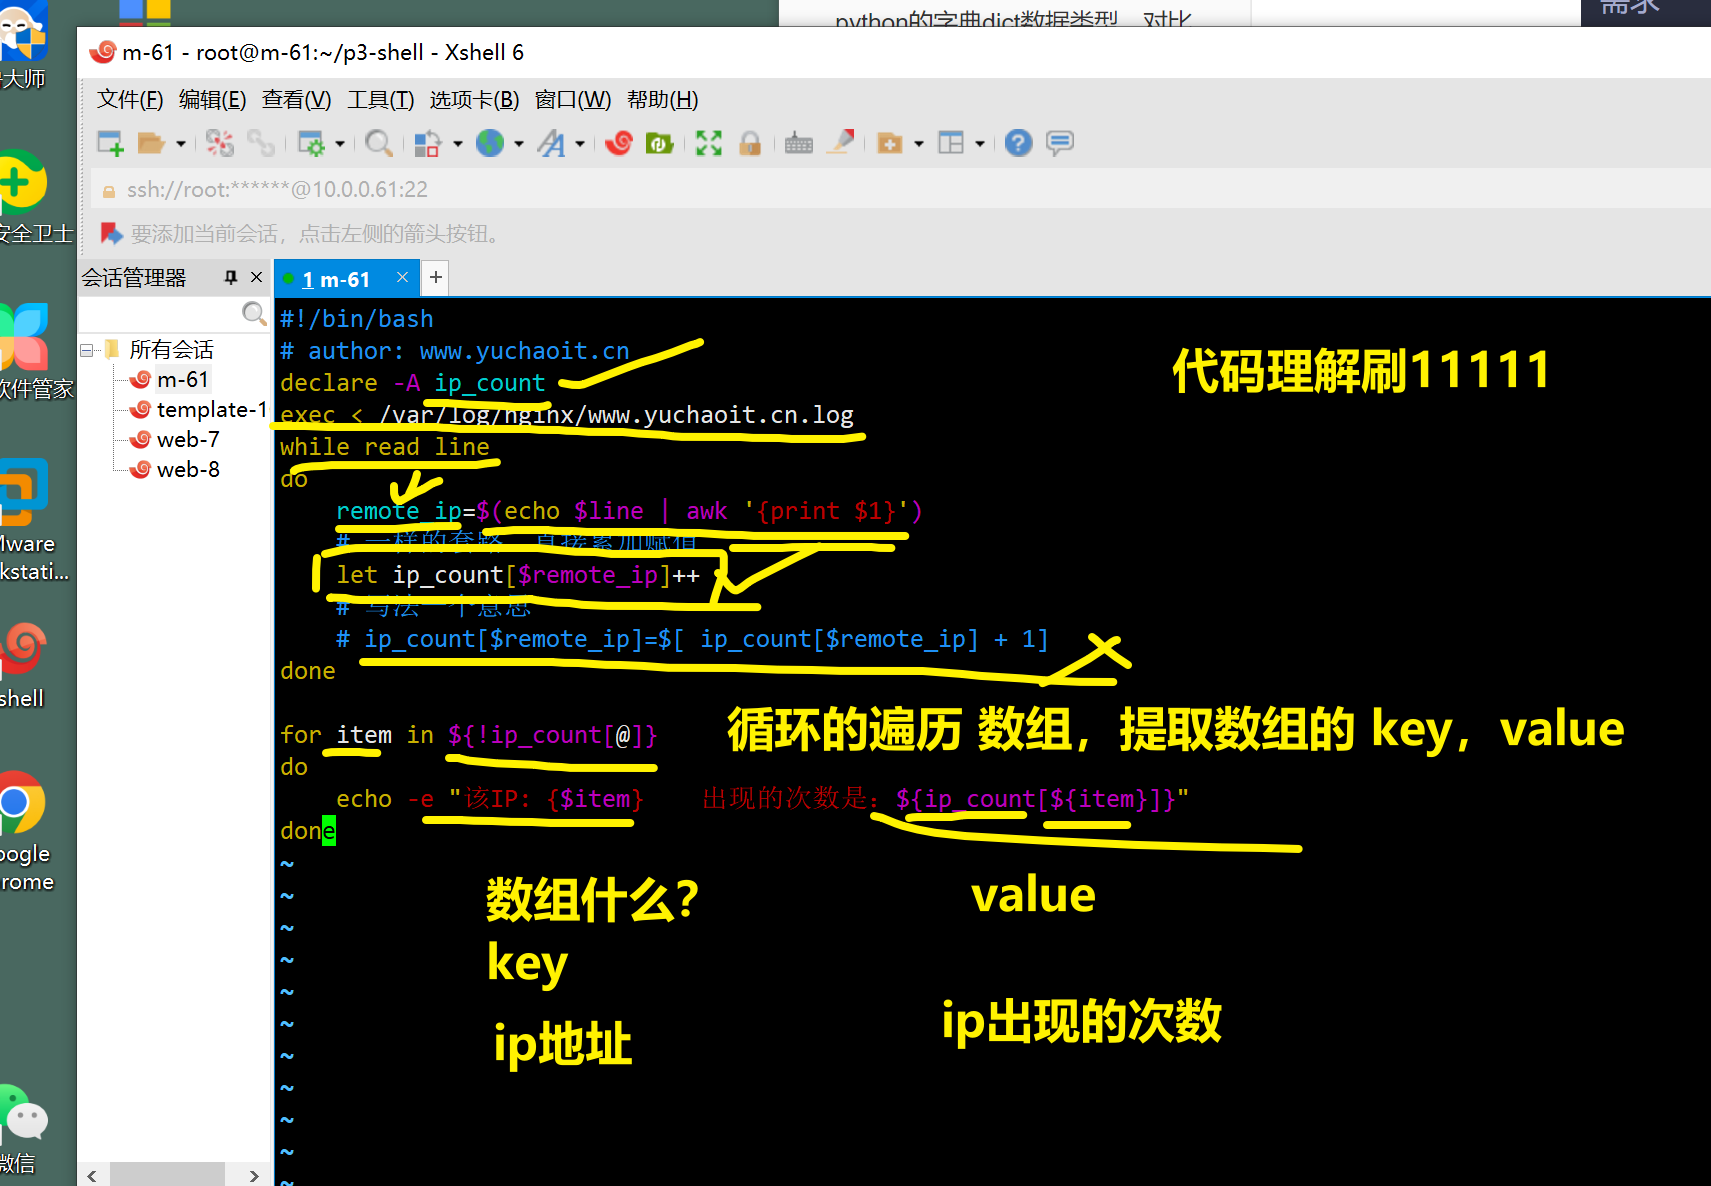 python的字典dict数据类型，对比
需求
m-61 - root@m-61:~/p3-shell - Xshell 6
文件(F) 编辑(E) 查看(V) 工具(T) 选项卡(B) 窗口(W) 帮助(H)
ssh://root:******@10.0.0.61:22
要添加当前会话，点击左侧的箭头按钮。
会话管理器
1 m-61
所有会话
m-61
template-1
web-7
web-8
大师
安全卫士
软件管家
Mware
kstati...
shell
oogle
rome
微信
#!/bin/bash
# author: www.yuchaoit.cn
declare -A ip_count
exec < /var/log/nginx/www.yuchaoit.cn.log
while read line
do
remote_ip=$(echo $line | awk '{print $1}')
# 一样的套路，直接累加赋值
let ip_count[$remote_ip]++
# 写法一个意思
# ip_count[$remote_ip]=$[ ip_count[$remote_ip] + 1]
done
for item in ${!ip_count[@]}
do
echo -e "该IP: {$item} 出现的次数是：${ip_count[${item}]}"
done
~
~
~
~
~
~
~
~
~
~
~
代码理解刷11111
循环的遍历 数组，提取数组的 key，value
数组什么？
key
ip地址
value
ip出现的次数